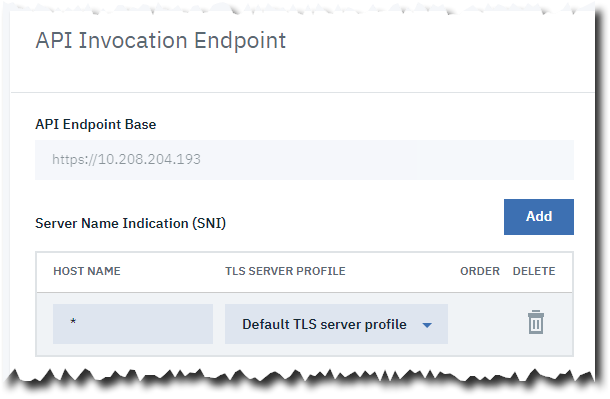 API Invocation Endpoint
API Endpoint Base
https://10.208.204.193
Server Name Indication (SNI)
Add
HOST NAME TLS SERVER PROFILE ORDER DELETE
* Default TLS server profile